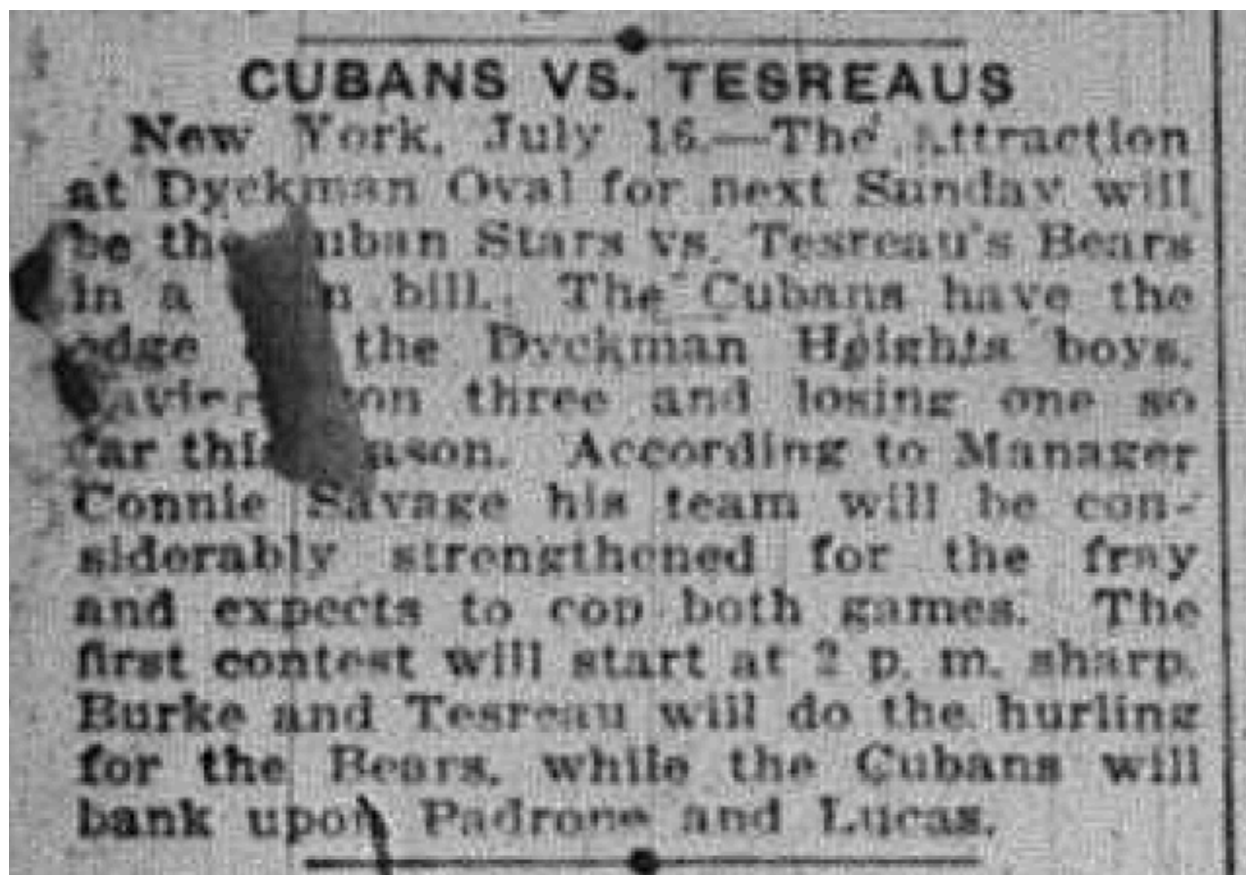 CUBANS VS. TESREAUS
New York, July 16.—The attraction
at Dyckman Oval for next Sunday will
be the Cuban Stars vs. Tesreau's Bears
in a bill. The Cubans have the
edge the Dyckman Heights boys,
having won three and losing one so
far this season. According to Manager
Connie Savage his team will be con-
siderably strengthened for the fray
and expects to cop both games. The
first contest will start at 2 p. m. sharp.
Burke and Tesreau will do the hurling
for the Bears, while the Cubans will
bank upon Padrone and Lucas.